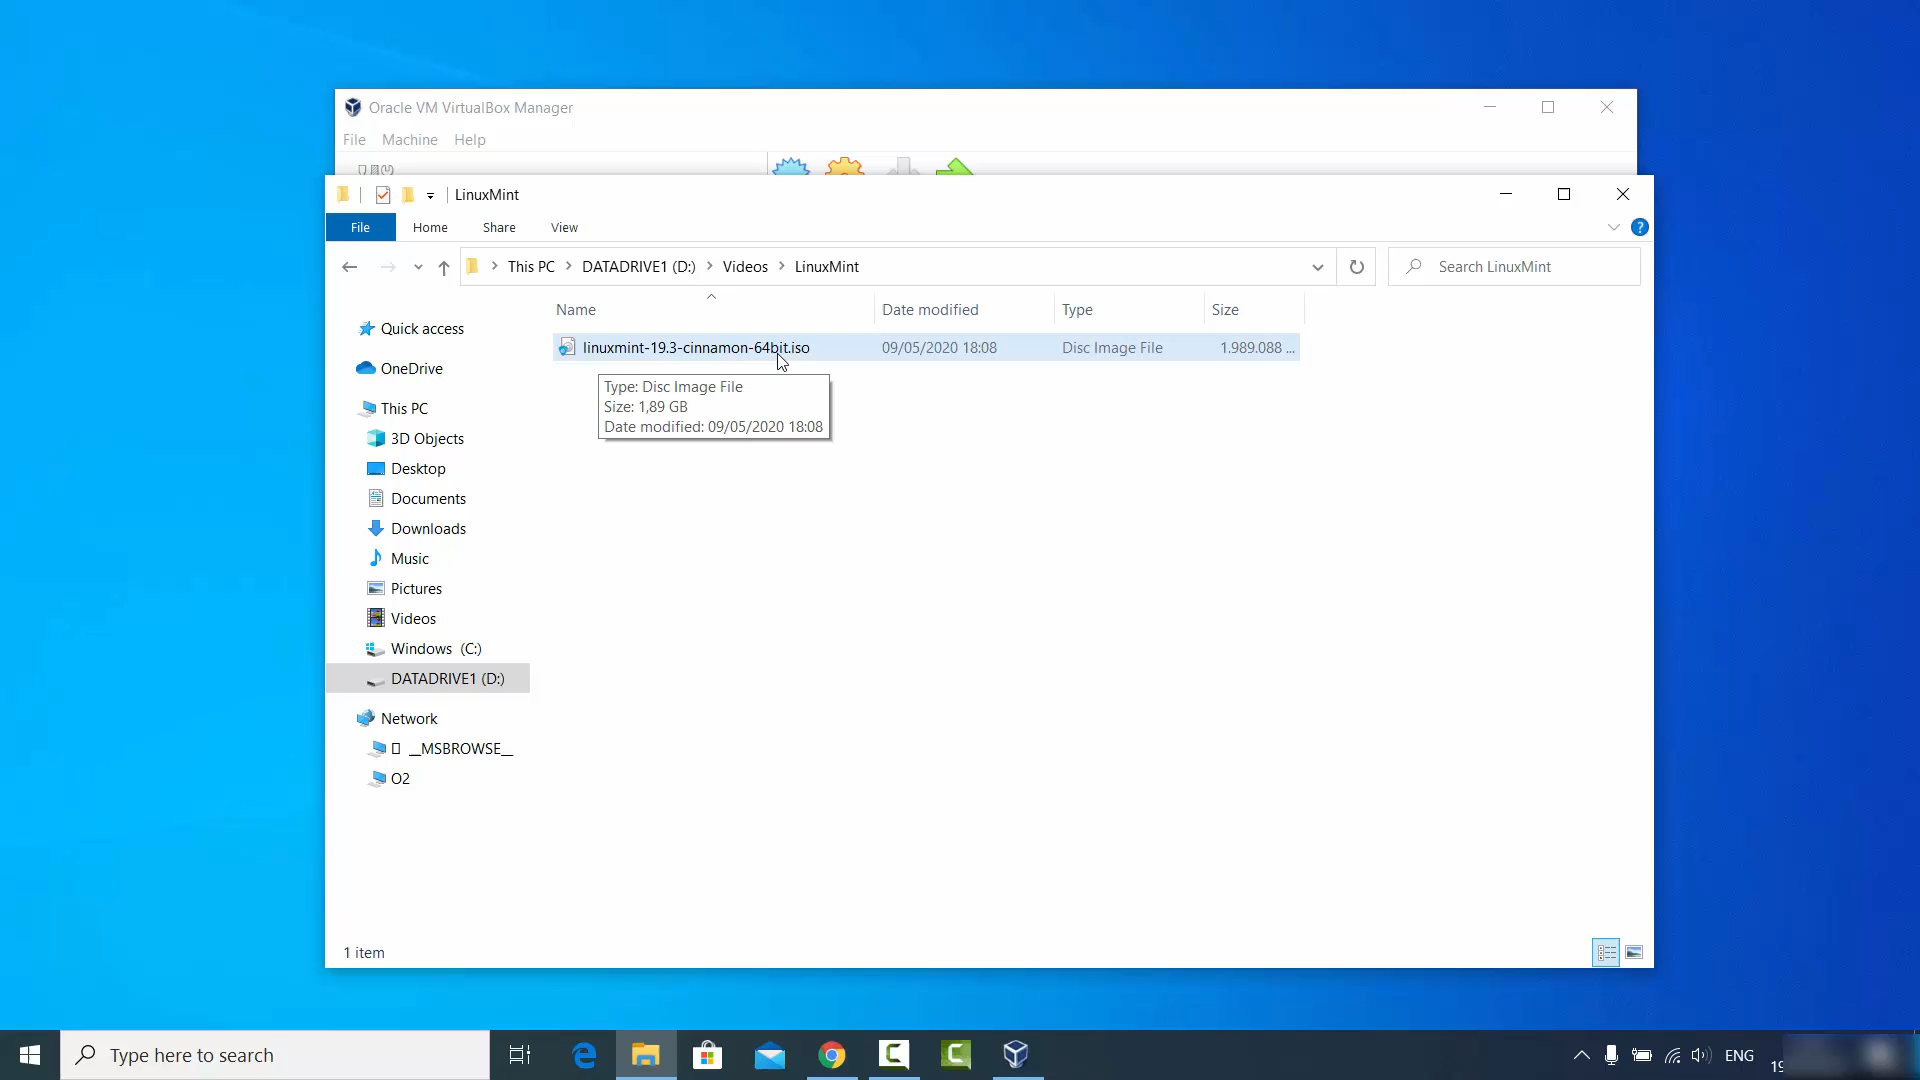 Oracle VM VirtualBox Manager
File Machine Help
LinuxMint
File Home Share View
This PC > DATADRIVE1 (D:) > Videos > LinuxMint
Search LinuxMint
Name Date modified Type Size
linuxmint-19.3-cinnamon-64bit.iso 09/05/2020 18:08 Disc Image File 1.989.088 ...
Type: Disc Image File
Size: 1,89 GB
Date modified: 09/05/2020 18:08
Quick access
OneDrive
This PC
3D Objects
Desktop
Documents
Downloads
Music
Pictures
Videos
Windows (C:)
DATADRIVE1 (D:)
Network
__MSBROWSE__
O2
1 item
Type here to search
ENG